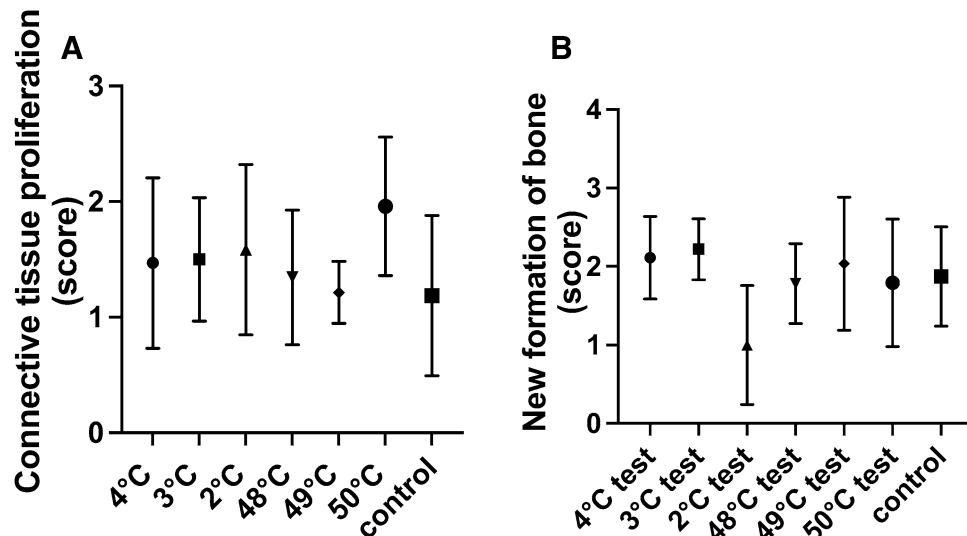 A
Connective tissue proliferation
(score)
3
2
1
0
4°C
3°C
2°C
48°C
49°C
50°C
control
B
New formation of bone
(score)
4
3
2
1
0
4°C test
3°C test
2°C test
48°C test
49°C test
50°C test
control